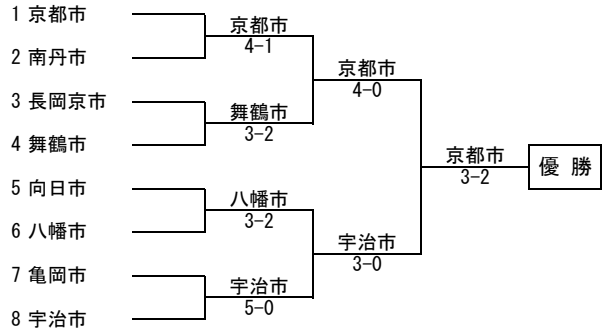 1 京都市
京都市
4-1
2 南丹市
京都市
4-0
3 長岡京市
舞鶴市
3-2
4 舞鶴市
京都市
3-2
優 勝
5 向日市
八幡市
3-2
6 八幡市
宇治市
3-0
7 亀岡市
宇治市
5-0
8 宇治市